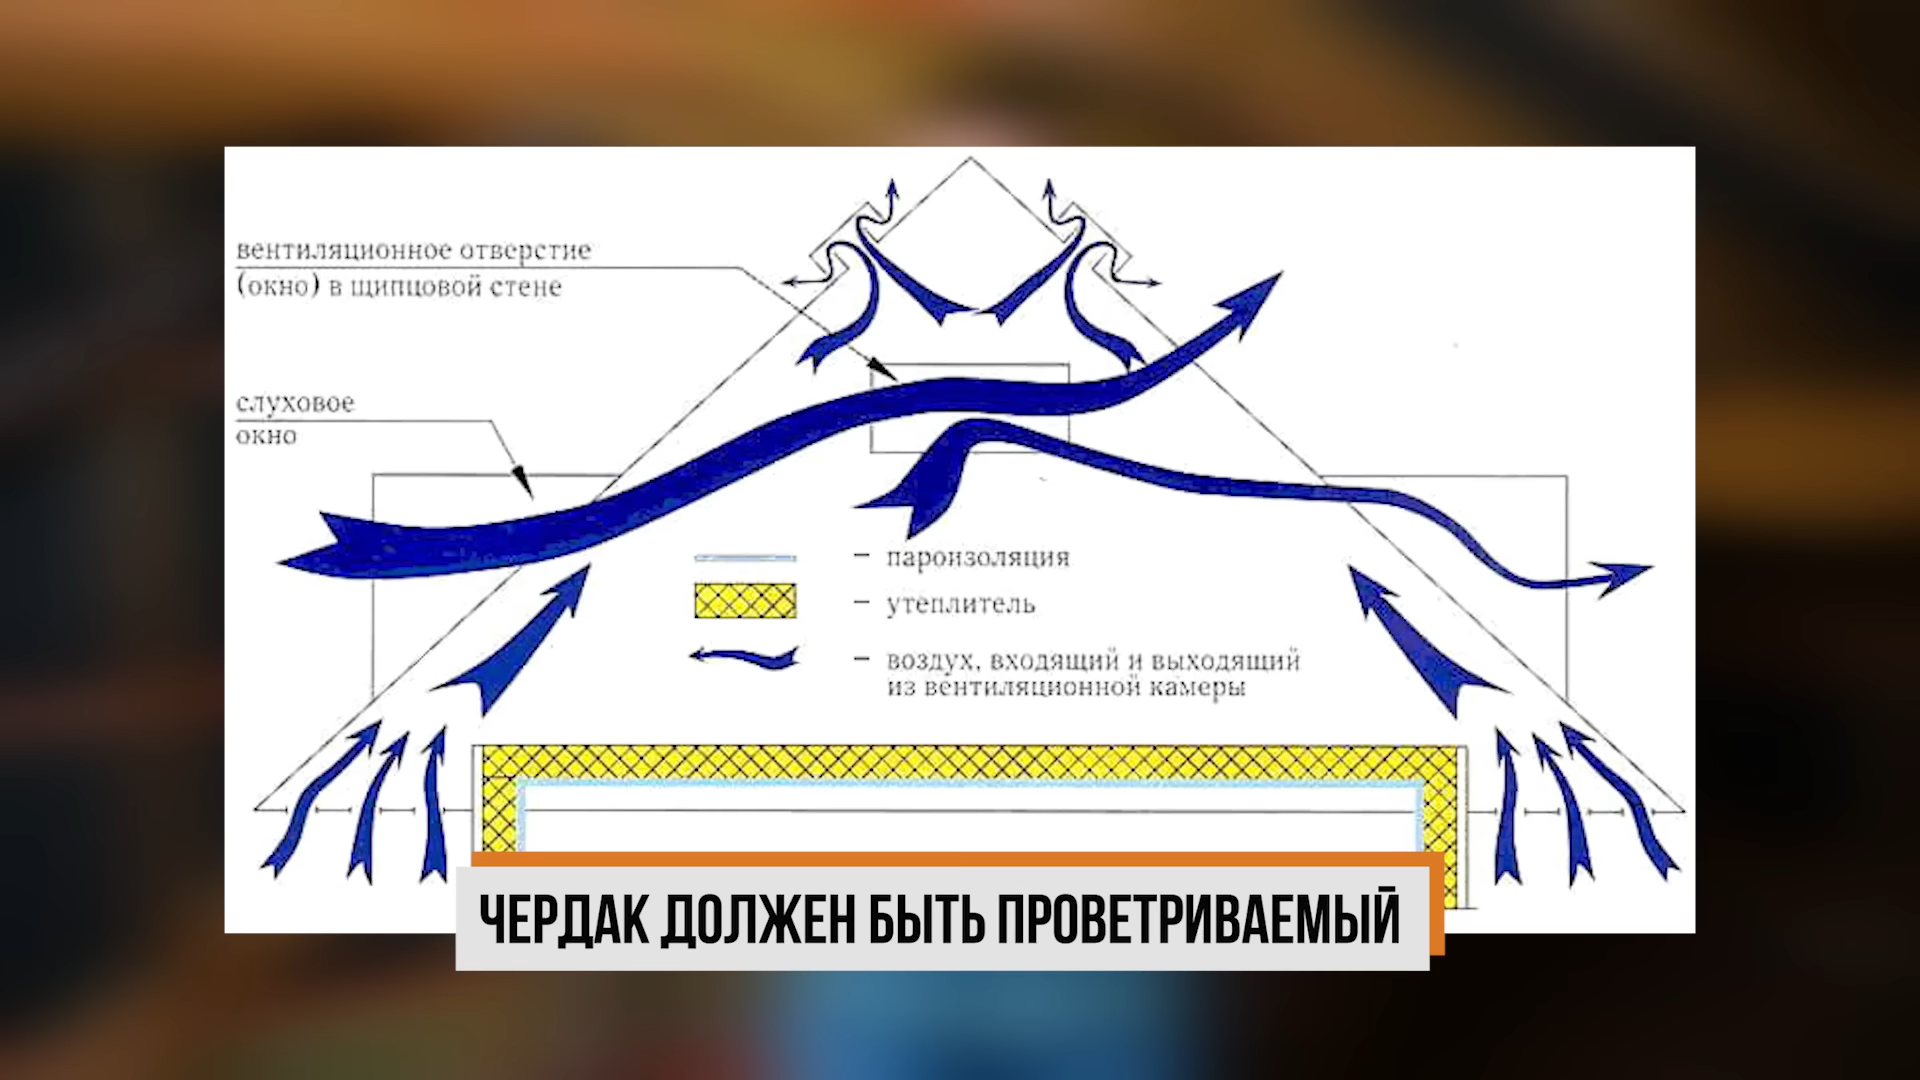 вентиляционное отверстие
(окно) в щипцовой стене
слуховое
окно
– пароизоляция
– утеплитель
– воздух, входящий и выходящий
из вентиляционной камеры
ЧЕРДАК ДОЛЖЕН БЫТЬ ПРОВЕТРИВАЕМЫЙ